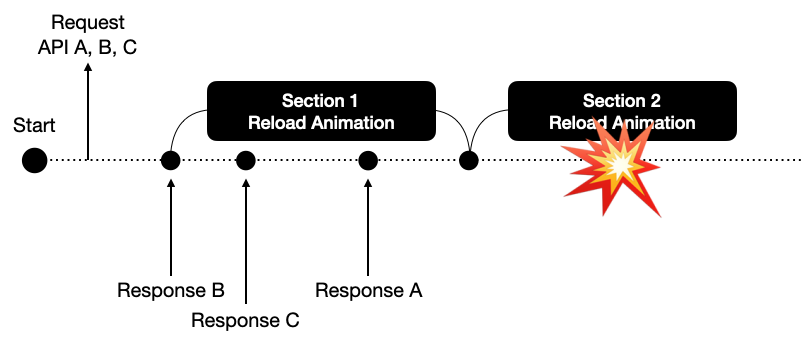 Request
API A, B, C
Start
Section 1
Reload Animation
Section 2
Reload Animation
Response B
Response A
Response C